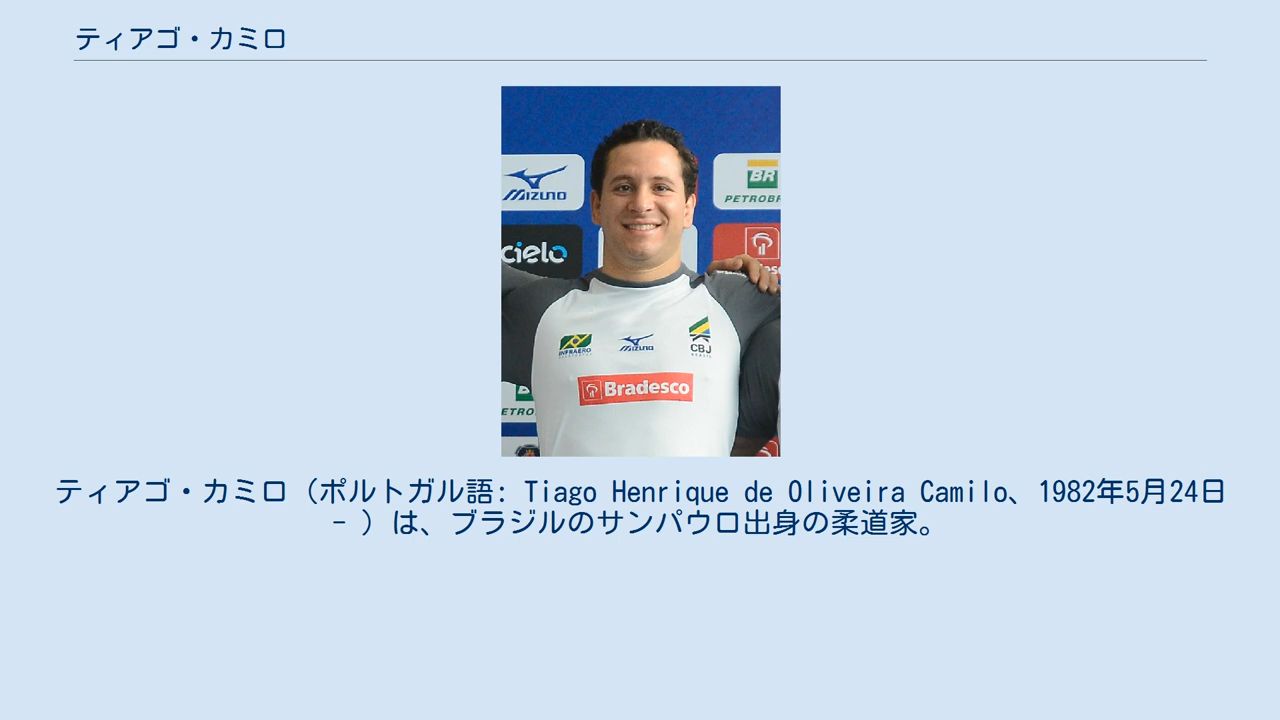 ティアゴ・カミロ
MIZUNO
BR
PETROBR
cielo
Bradesco
INFRAERO
MIZUNO
CBJ
BRASIL
Bradesco
ティアゴ・カミロ（ポルトガル語: Tiago Henrique de Oliveira Camilo、1982年5月24日
- ）は、ブラジルのサンパウロ出身の柔道家。